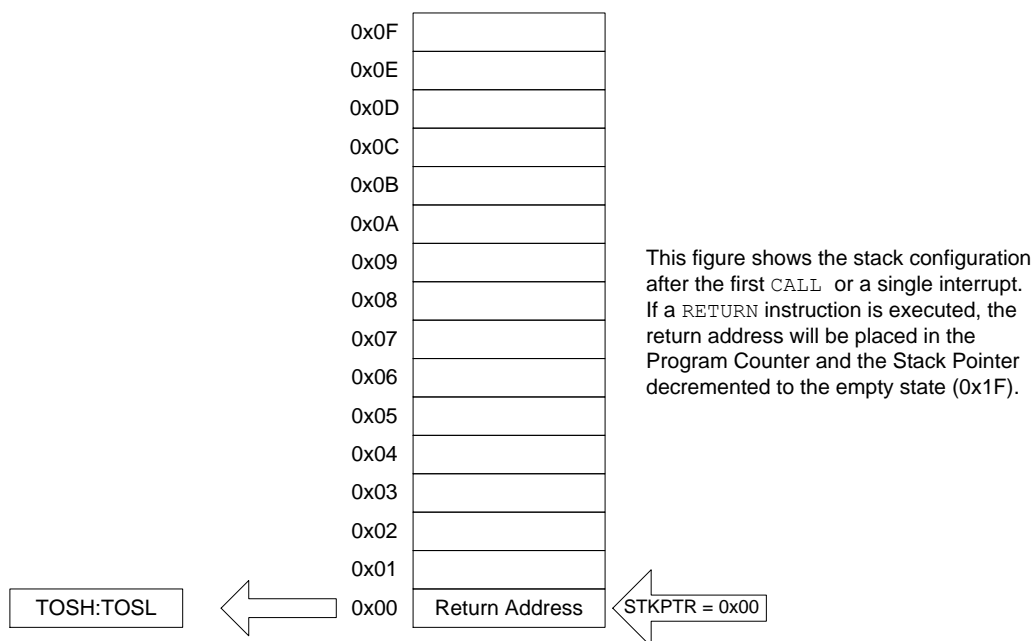 0x0F
0x0E
0x0D
0x0C
0x0B
0x0A
0x09
0x08
0x07
0x06
0x05
0x04
0x03
0x02
0x01
0x00
TOSH:TOSL
Return Address
STKPTR = 0x00
This figure shows the stack configuration
after the first CALL or a single interrupt.
If a RETURN instruction is executed, the
return address will be placed in the
Program Counter and the Stack Pointer
decremented to the empty state (0x1F).